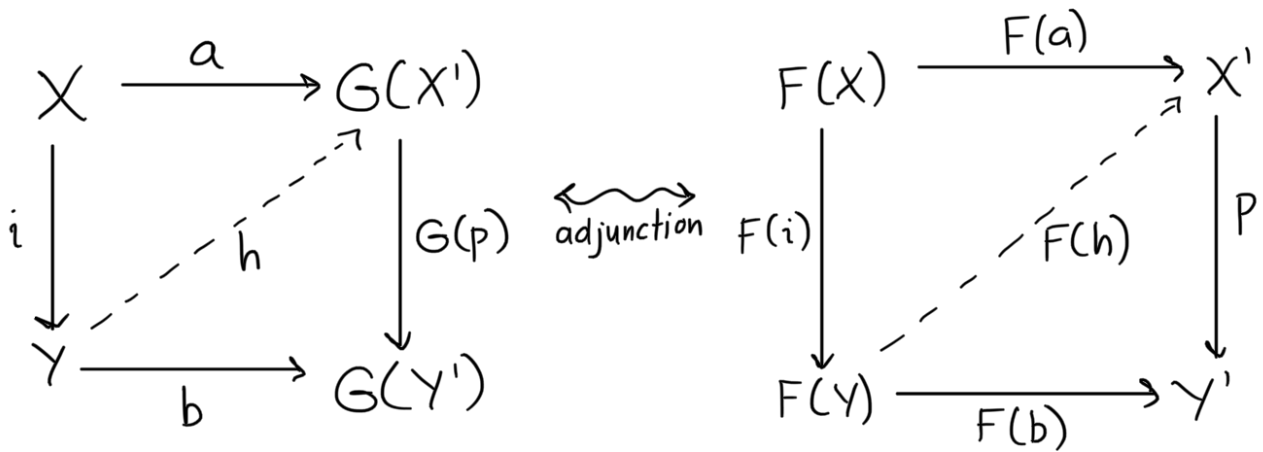 X a G(X')
i h G(p)
Y b G(Y')
adjunction
F(X) F(a) X'
F(i) F(h) p
F(Y) F(b) Y'